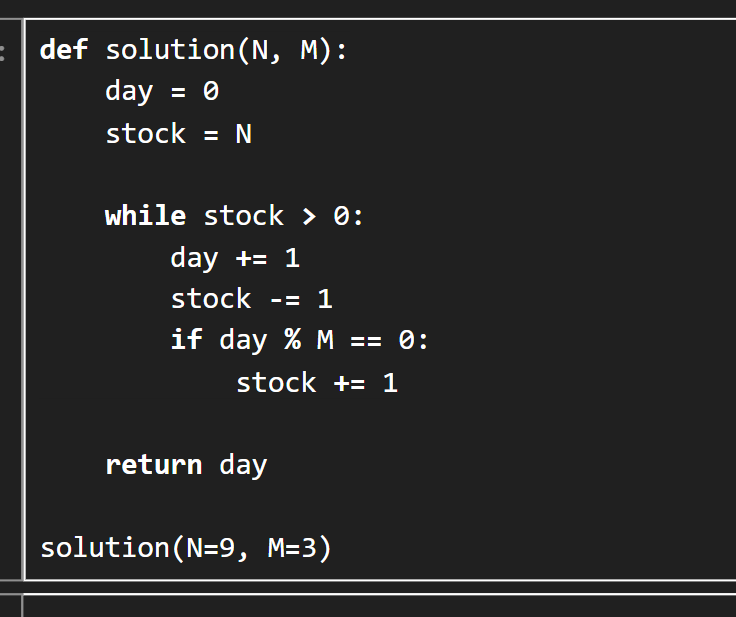 def solution(N, M):
    day = 0
    stock = N

    while stock > 0:
        day += 1
        stock -= 1
        if day % M == 0:
            stock += 1

    return day

solution(N=9, M=3)